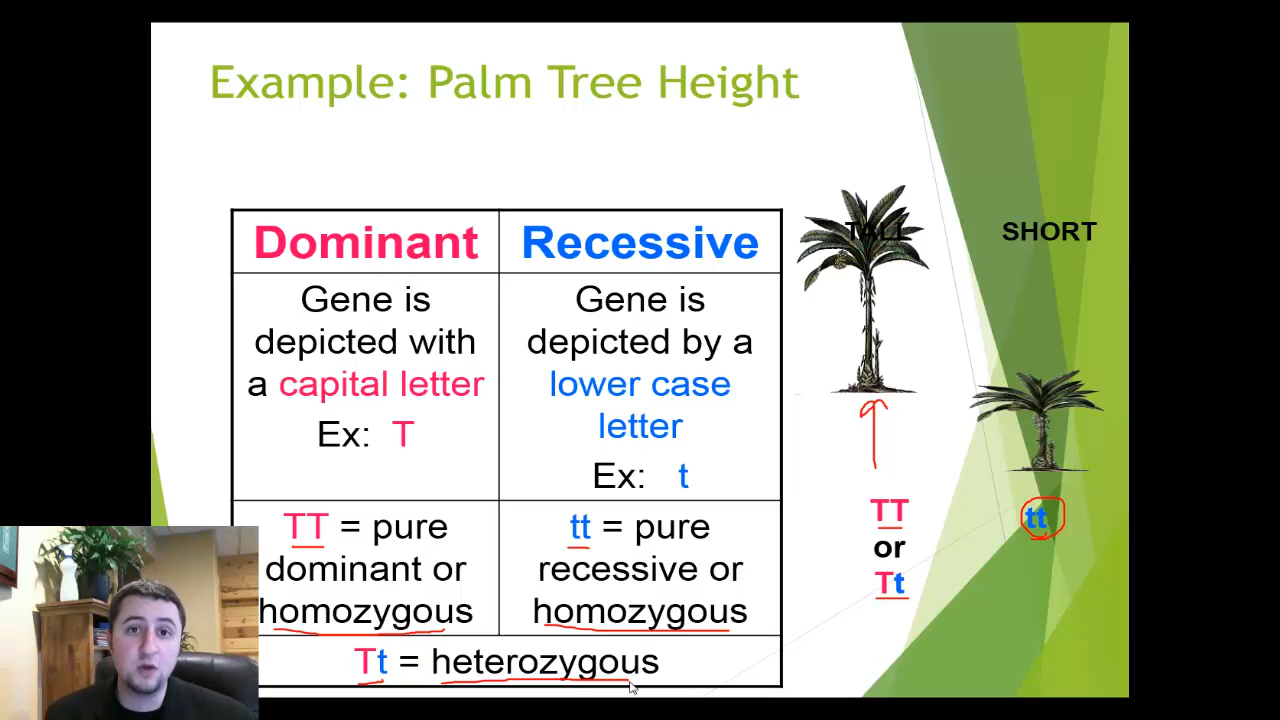 Example: Palm Tree Height
Dominant
Recessive
Gene is
depicted with
a capital letter
Ex: T
Gene is
depicted by a
lower case
letter
Ex: t
TT = pure
dominant or
homozygous
tt = pure
recessive or
homozygous
Tt = heterozygous
TALL
SHORT
TT
or
Tt
tt